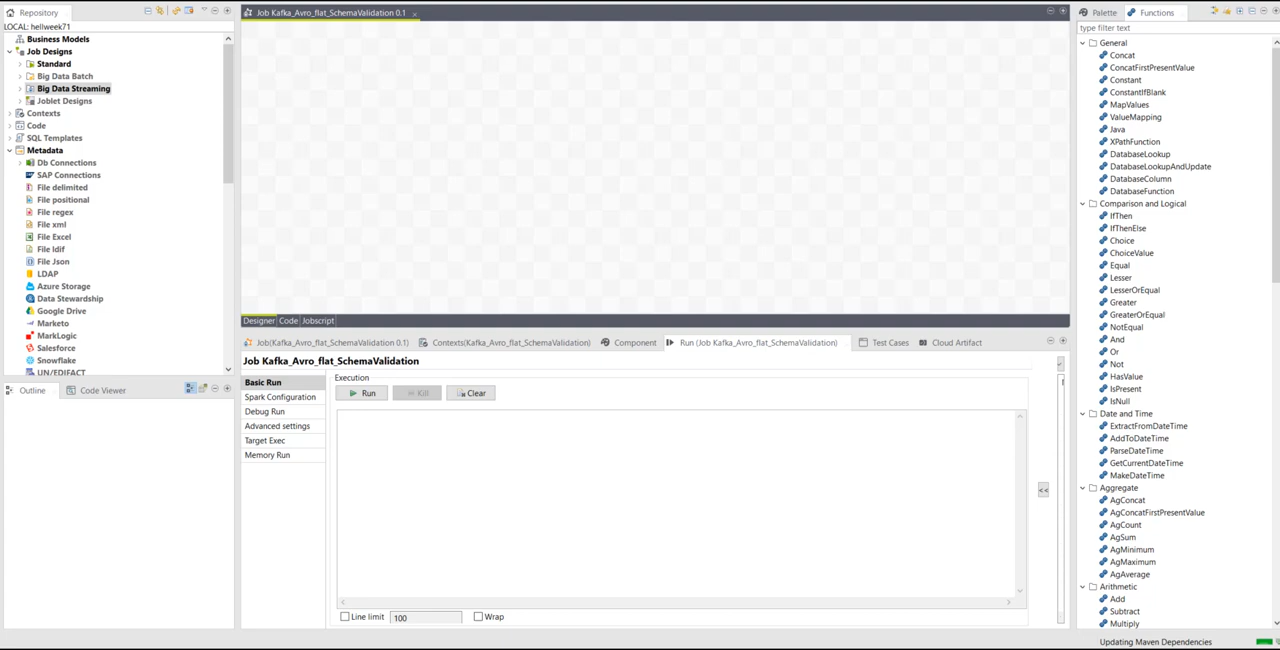 Repository
LOCAL: hellweek71
Business Models
Job Designs
Standard
Big Data Batch
Big Data Streaming
Joblet Designs
Contexts
Code
SQL Templates
Metadata
Db Connections
SAP Connections
File delimited
File positional
File regex
File xml
File Excel
File ldif
File Json
LDAP
Azure Storage
Data Stewardship
Google Drive
Marketo
MarkLogic
Salesforce
Snowflake
UN/EDIFACT
Outline
Code Viewer
Job Kafka_Avro_flat_SchemaValidation 0.1
Designer Code Jobscript
Job(Kafka_Avro_flat_SchemaValidation 0.1) Contexts(Kafka_Avro_flat_SchemaValidation) Component Run (Job Kafka_Avro_flat_SchemaValidation) Test Cases Cloud Artifact
Job Kafka_Avro_flat_SchemaValidation
Basic Run
Spark Configuration
Debug Run
Advanced settings
Target Exec
Memory Run
Execution
Run Kill Clear
<<
Line limit 100 Wrap
Palette Functions
type filter text
General
Concat
ConcatFirstPresentValue
Constant
ConstantIfBlank
MapValues
ValueMapping
Java
XPathFunction
DatabaseLookup
DatabaseLookupAndUpdate
DatabaseColumn
DatabaseFunction
Comparison and Logical
IfThen
IfThenElse
Choice
ChoiceValue
Equal
Lesser
LesserOrEqual
Greater
GreaterOrEqual
NotEqual
And
Or
Not
HasValue
IsPresent
IsNull
Date and Time
ExtractFromDateTime
AddToDateTime
ParseDateTime
GetCurrentDateTime
MakeDateTime
Aggregate
AgConcat
AgConcatFirstPresentValue
AgCount
AgSum
AgMinimum
AgMaximum
AgAverage
Arithmetic
Add
Subtract
Multiply
Updating Maven Dependencies